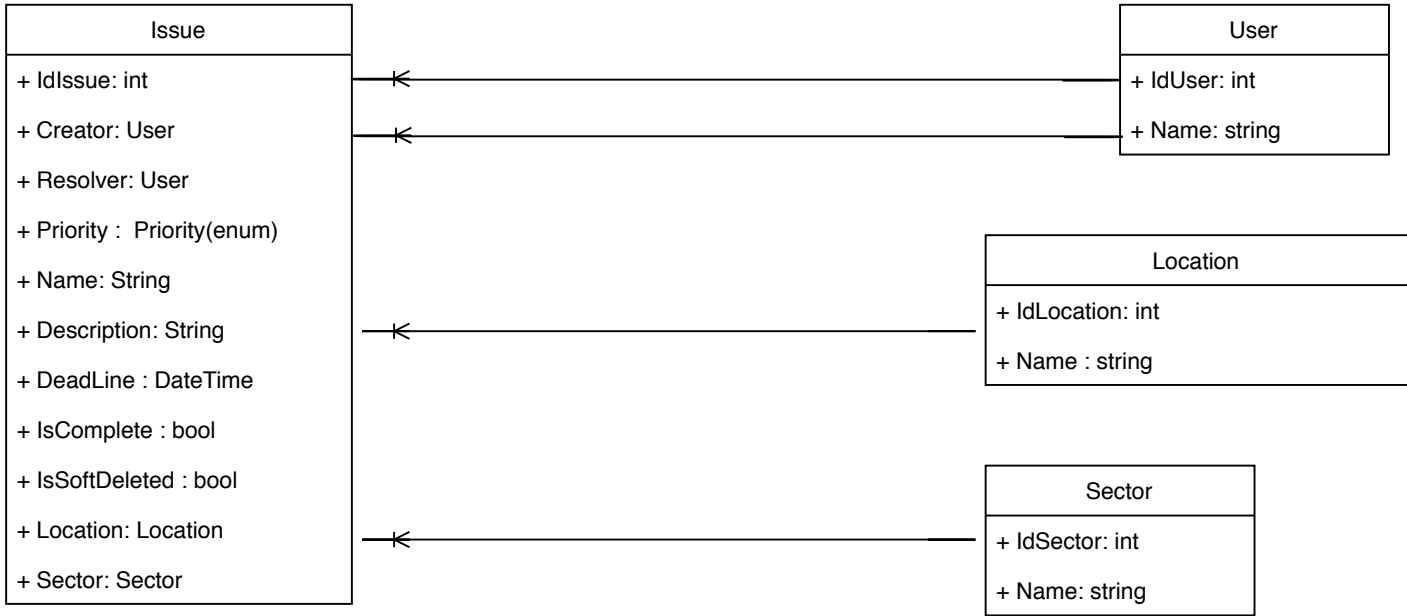 Issue
+ IdIssue: int
+ Creator: User
+ Resolver: User
+ Priority :  Priority(enum)
+ Name: String
+ Description: String
+ DeadLine : DateTime
+ IsComplete : bool
+ IsSoftDeleted : bool
+ Location: Location
+ Sector: Sector
User
+ IdUser: int
+ Name: string
Location
+ IdLocation: int
+ Name : string
Sector
+ IdSector: int
+ Name: string